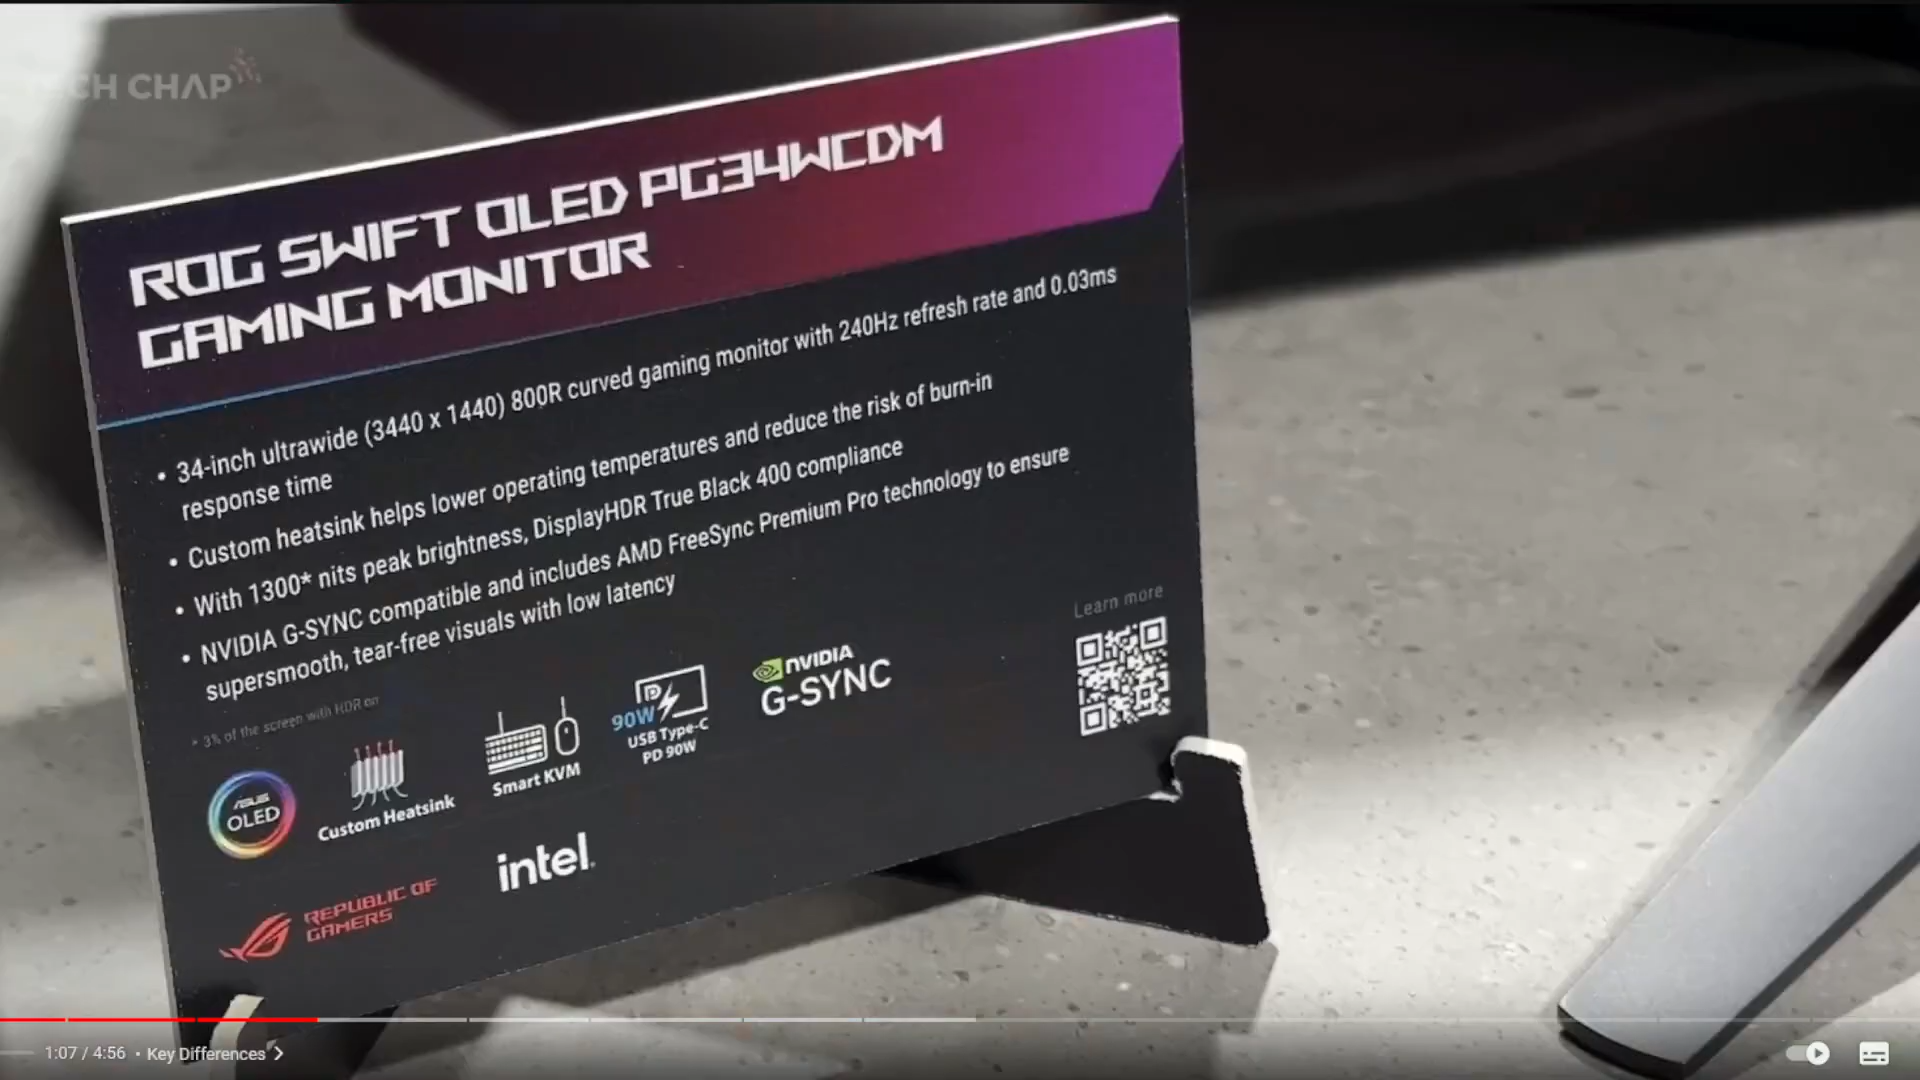 TECH CHAP
ROG SWIFT OLED PG34WCDM
GAMING MONITOR
• 34-inch ultrawide (3440 x 1440) 800R curved gaming monitor with 240Hz refresh rate and 0.03ms
response time
• Custom heatsink helps lower operating temperatures and reduce the risk of burn-in
• With 1300* nits peak brightness, DisplayHDR True Black 400 compliance
• NVIDIA G-SYNC compatible and includes AMD FreeSync Premium Pro technology to ensure
supersmooth, tear-free visuals with low latency
* 3% of the screen with HDR on
Learn more
ASUS
OLED
Custom Heatsink
Smart KVM
90W
USB Type-C
PD 90W
NVIDIA
G-SYNC
REPUBLIC OF
GAMERS
intel.
1:07 / 4:56 • Key Differences